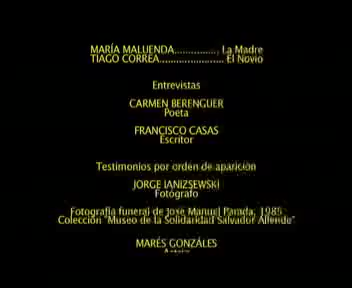 MARÍA MALUENDA..............., La Madre
TIAGO CORREA....................... El Novio
Entrevistas
CARMEN BERENGUER
Poeta
FRANCISCO CASAS
Escritor
Testimonios por orden de aparición
JORGE IANIZSEWSKI
Fotógrafo
Fotografía funeral de José Manuel Parada, 1985
Colección "Museo de la Solidaridad Salvador Allende"
MARÉS GONZÁLES